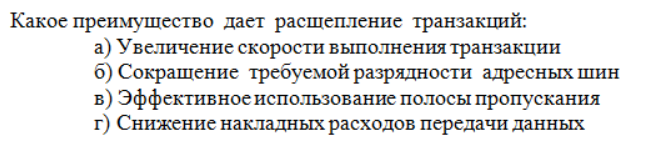 Какое преимущество дает расщепление транзакций:
а) Увеличение скорости выполнения транзакции
б) Сокращение требуемой разрядности адресных шин
в) Эффективное использование полосы пропускания
г) Снижение накладных расходов передачи данных